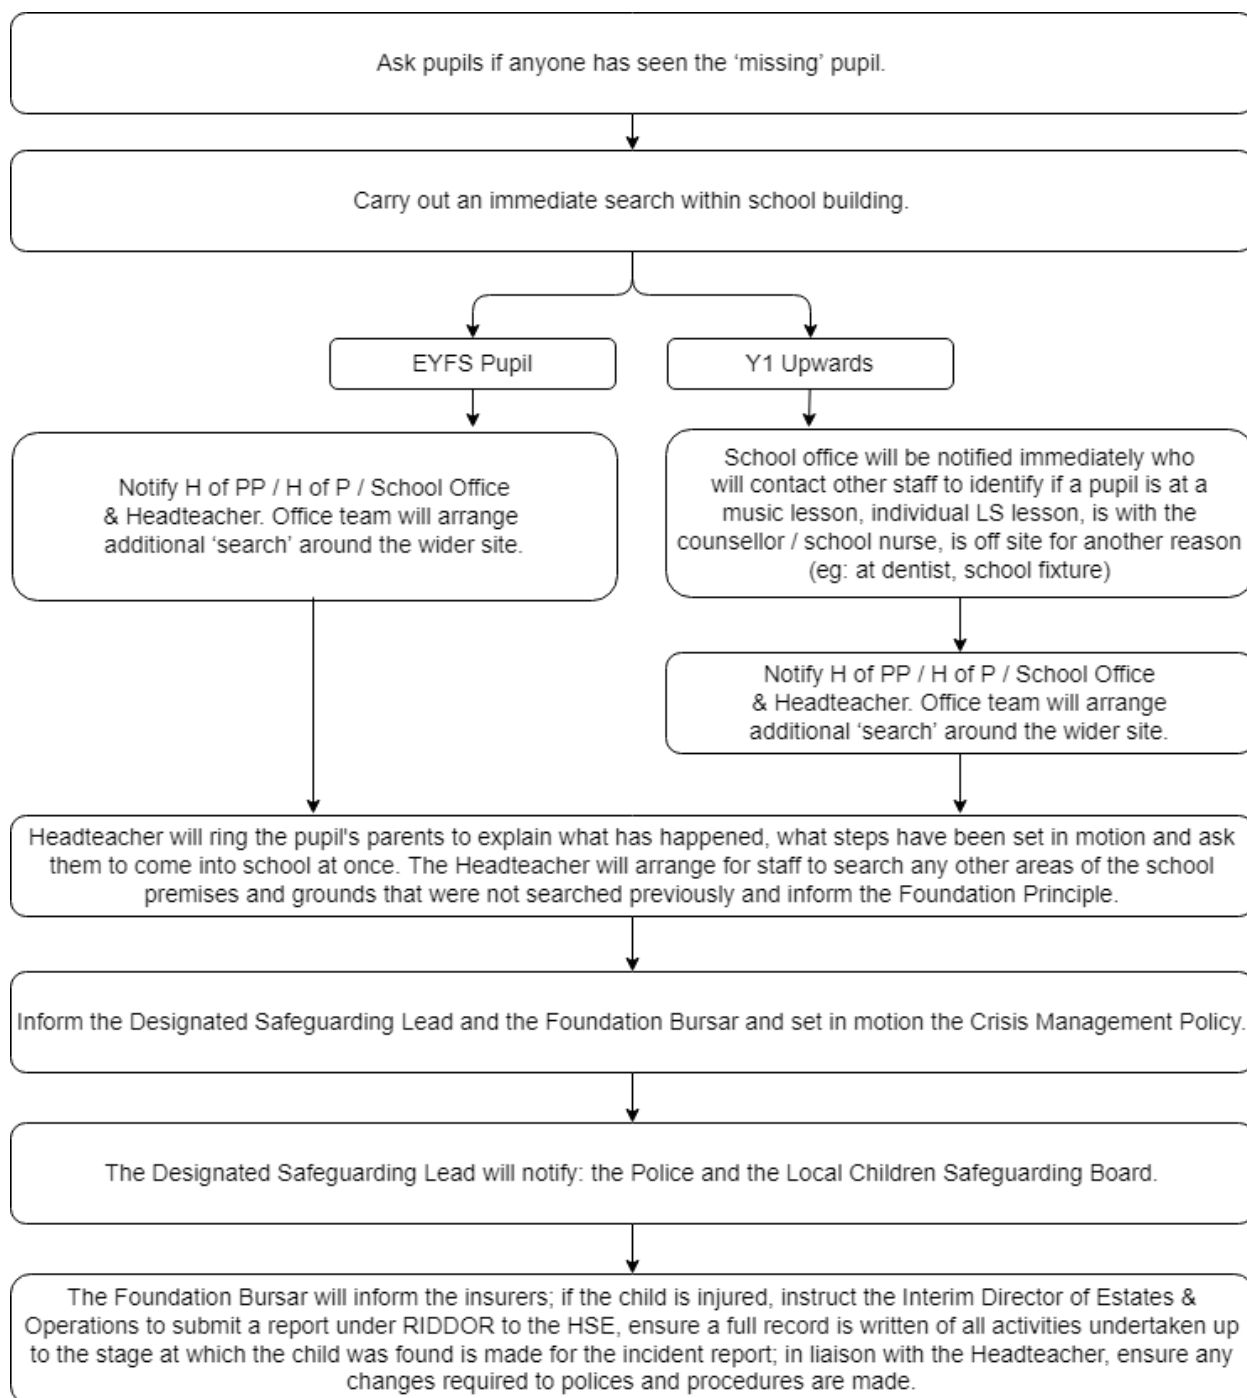 Ask pupils if anyone has seen the ‘missing’ pupil.
Carry out an immediate search within school building.
EYFS Pupil
Notify H of PP / H of P / School Office
& Headteacher. Office team will arrange
additional ‘search’ around the wider site.
Y1 Upwards
School office will be notified immediately who
will contact other staff to identify if a pupil is at a
music lesson, individual LS lesson, is with the
counsellor / school nurse, is off site for another reason
(eg: at dentist, school fixture)
Notify H of PP / H of P / School Office
& Headteacher. Office team will arrange
additional ‘search’ around the wider site.
Headteacher will ring the pupil's parents to explain what has happened, what steps have been set in motion and ask
them to come into school at once. The Headteacher will arrange for staff to search any other areas of the school
premises and grounds that were not searched previously and inform the Foundation Principle.
Inform the Designated Safeguarding Lead and the Foundation Bursar and set in motion the Crisis Management Policy.
The Designated Safeguarding Lead will notify: the Police and the Local Children Safeguarding Board.
The Foundation Bursar will inform the insurers; if the child is injured, instruct the Interim Director of Estates &
Operations to submit a report under RIDDOR to the HSE, ensure a full record is written of all activities undertaken up
to the stage at which the child was found is made for the incident report; in liaison with the Headteacher, ensure any
changes required to polices and procedures are made.